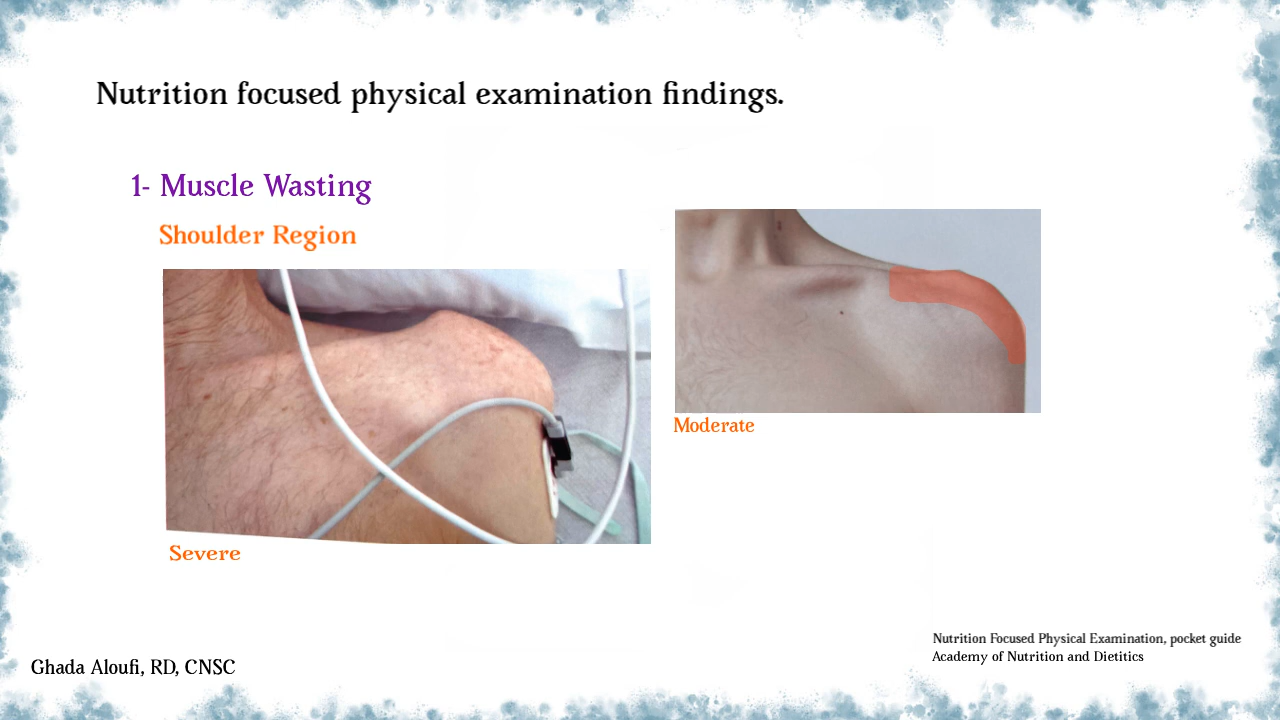 Nutrition focused physical examination findings.
1- Muscle Wasting
Shoulder Region
Moderate
Severe
Nutrition Focused Physical Examination, pocket guide
Academy of Nutrition and Dietitics
Ghada Aloufi, RD, CNSC